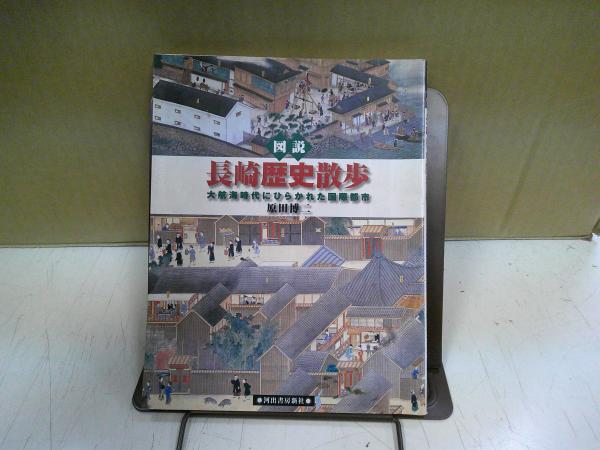 図説
長崎歴史散歩
大航海時代にひらかれた国際都市
原田博二
●河出書房新社●